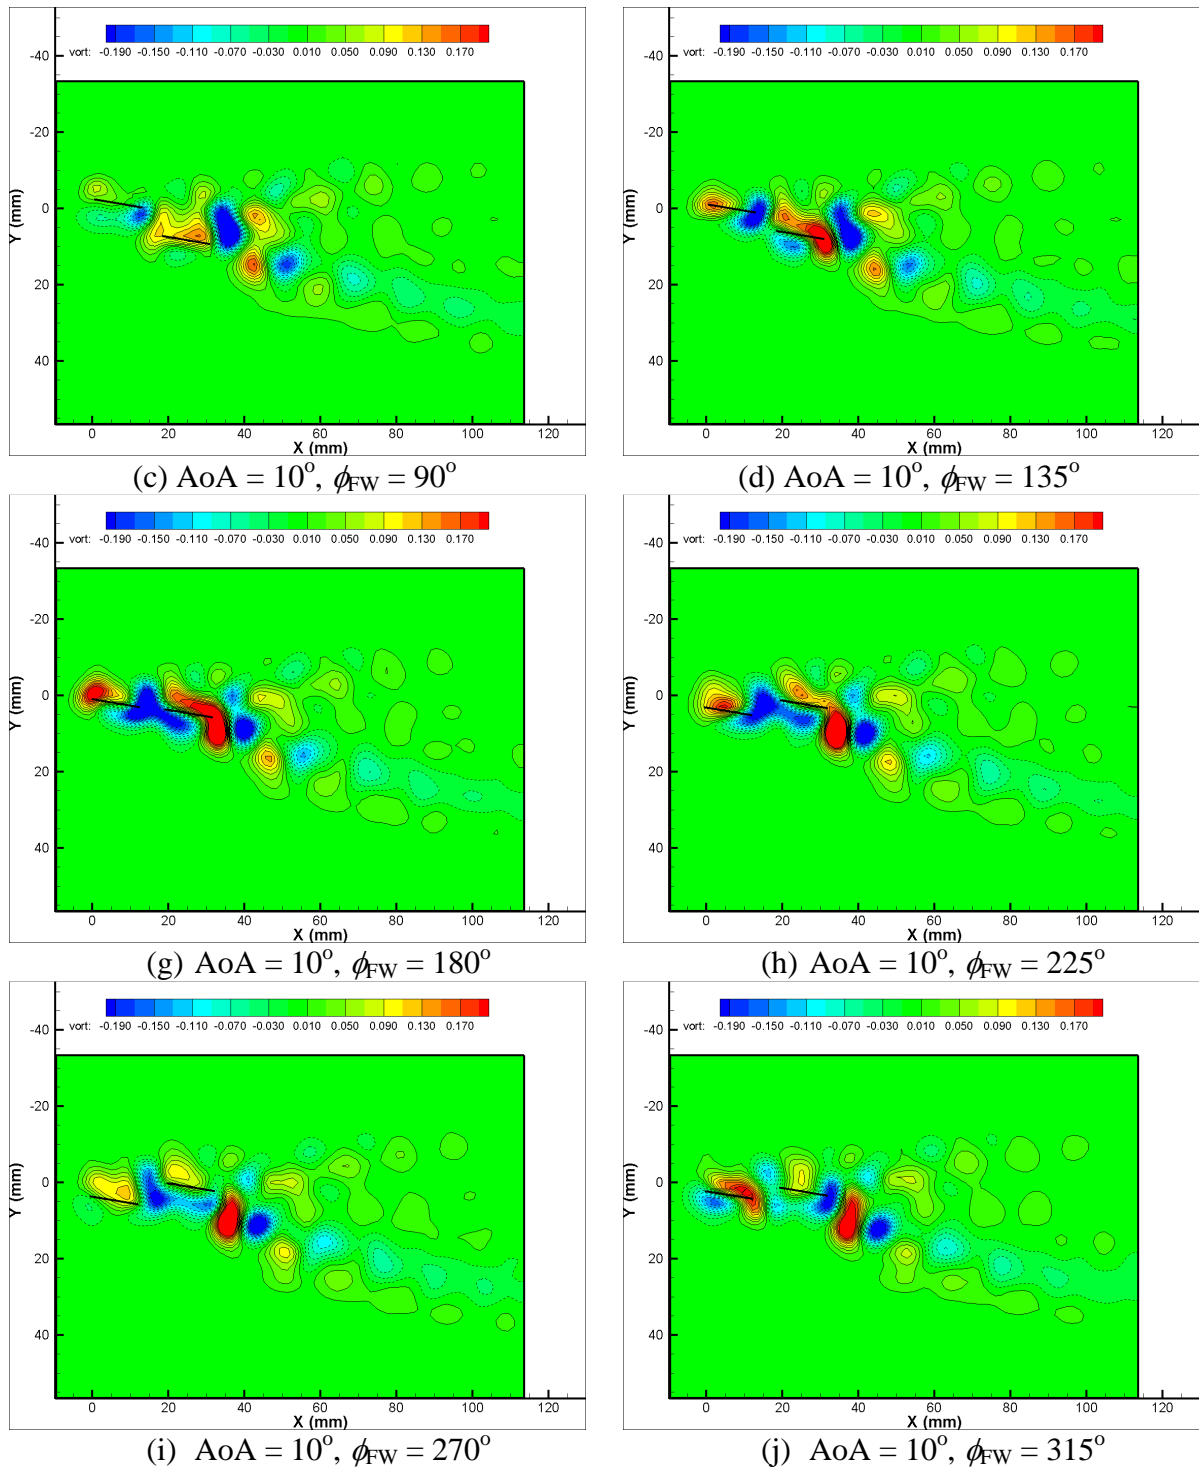 vort: -0.190 -0.150 -0.110 -0.070 -0.030 0.010 0.050 0.090 0.130 0.170
-40
-20
0
20
40
Y (mm)
0 20 40 60 80 100 120
X (mm)
(c) AoA = 10°, ϕFW = 90°
vort: -0.190 -0.150 -0.110 -0.070 -0.030 0.010 0.050 0.090 0.130 0.170
-40
-20
0
20
40
Y (mm)
0 20 40 60 80 100 120
X (mm)
(d) AoA = 10°, ϕFW = 135°
vort: -0.190 -0.150 -0.110 -0.070 -0.030 0.010 0.050 0.090 0.130 0.170
-40
-20
0
20
40
Y (mm)
0 20 40 60 80 100 120
X (mm)
(g) AoA = 10°, ϕFW = 180°
vort: -0.190 -0.150 -0.110 -0.070 -0.030 0.010 0.050 0.090 0.130 0.170
-40
-20
0
20
40
Y (mm)
0 20 40 60 80 100 120
X (mm)
(h) AoA = 10°, ϕFW = 225°
vort: -0.190 -0.150 -0.110 -0.070 -0.030 0.010 0.050 0.090 0.130 0.170
-40
-20
0
20
40
Y (mm)
0 20 40 60 80 100 120
X (mm)
(i) AoA = 10°, ϕFW = 270°
vort: -0.190 -0.150 -0.110 -0.070 -0.030 0.010 0.050 0.090 0.130 0.170
-40
-20
0
20
40
Y (mm)
0 20 40 60 80 100 120
X (mm)
(j) AoA = 10°, ϕFW = 315°